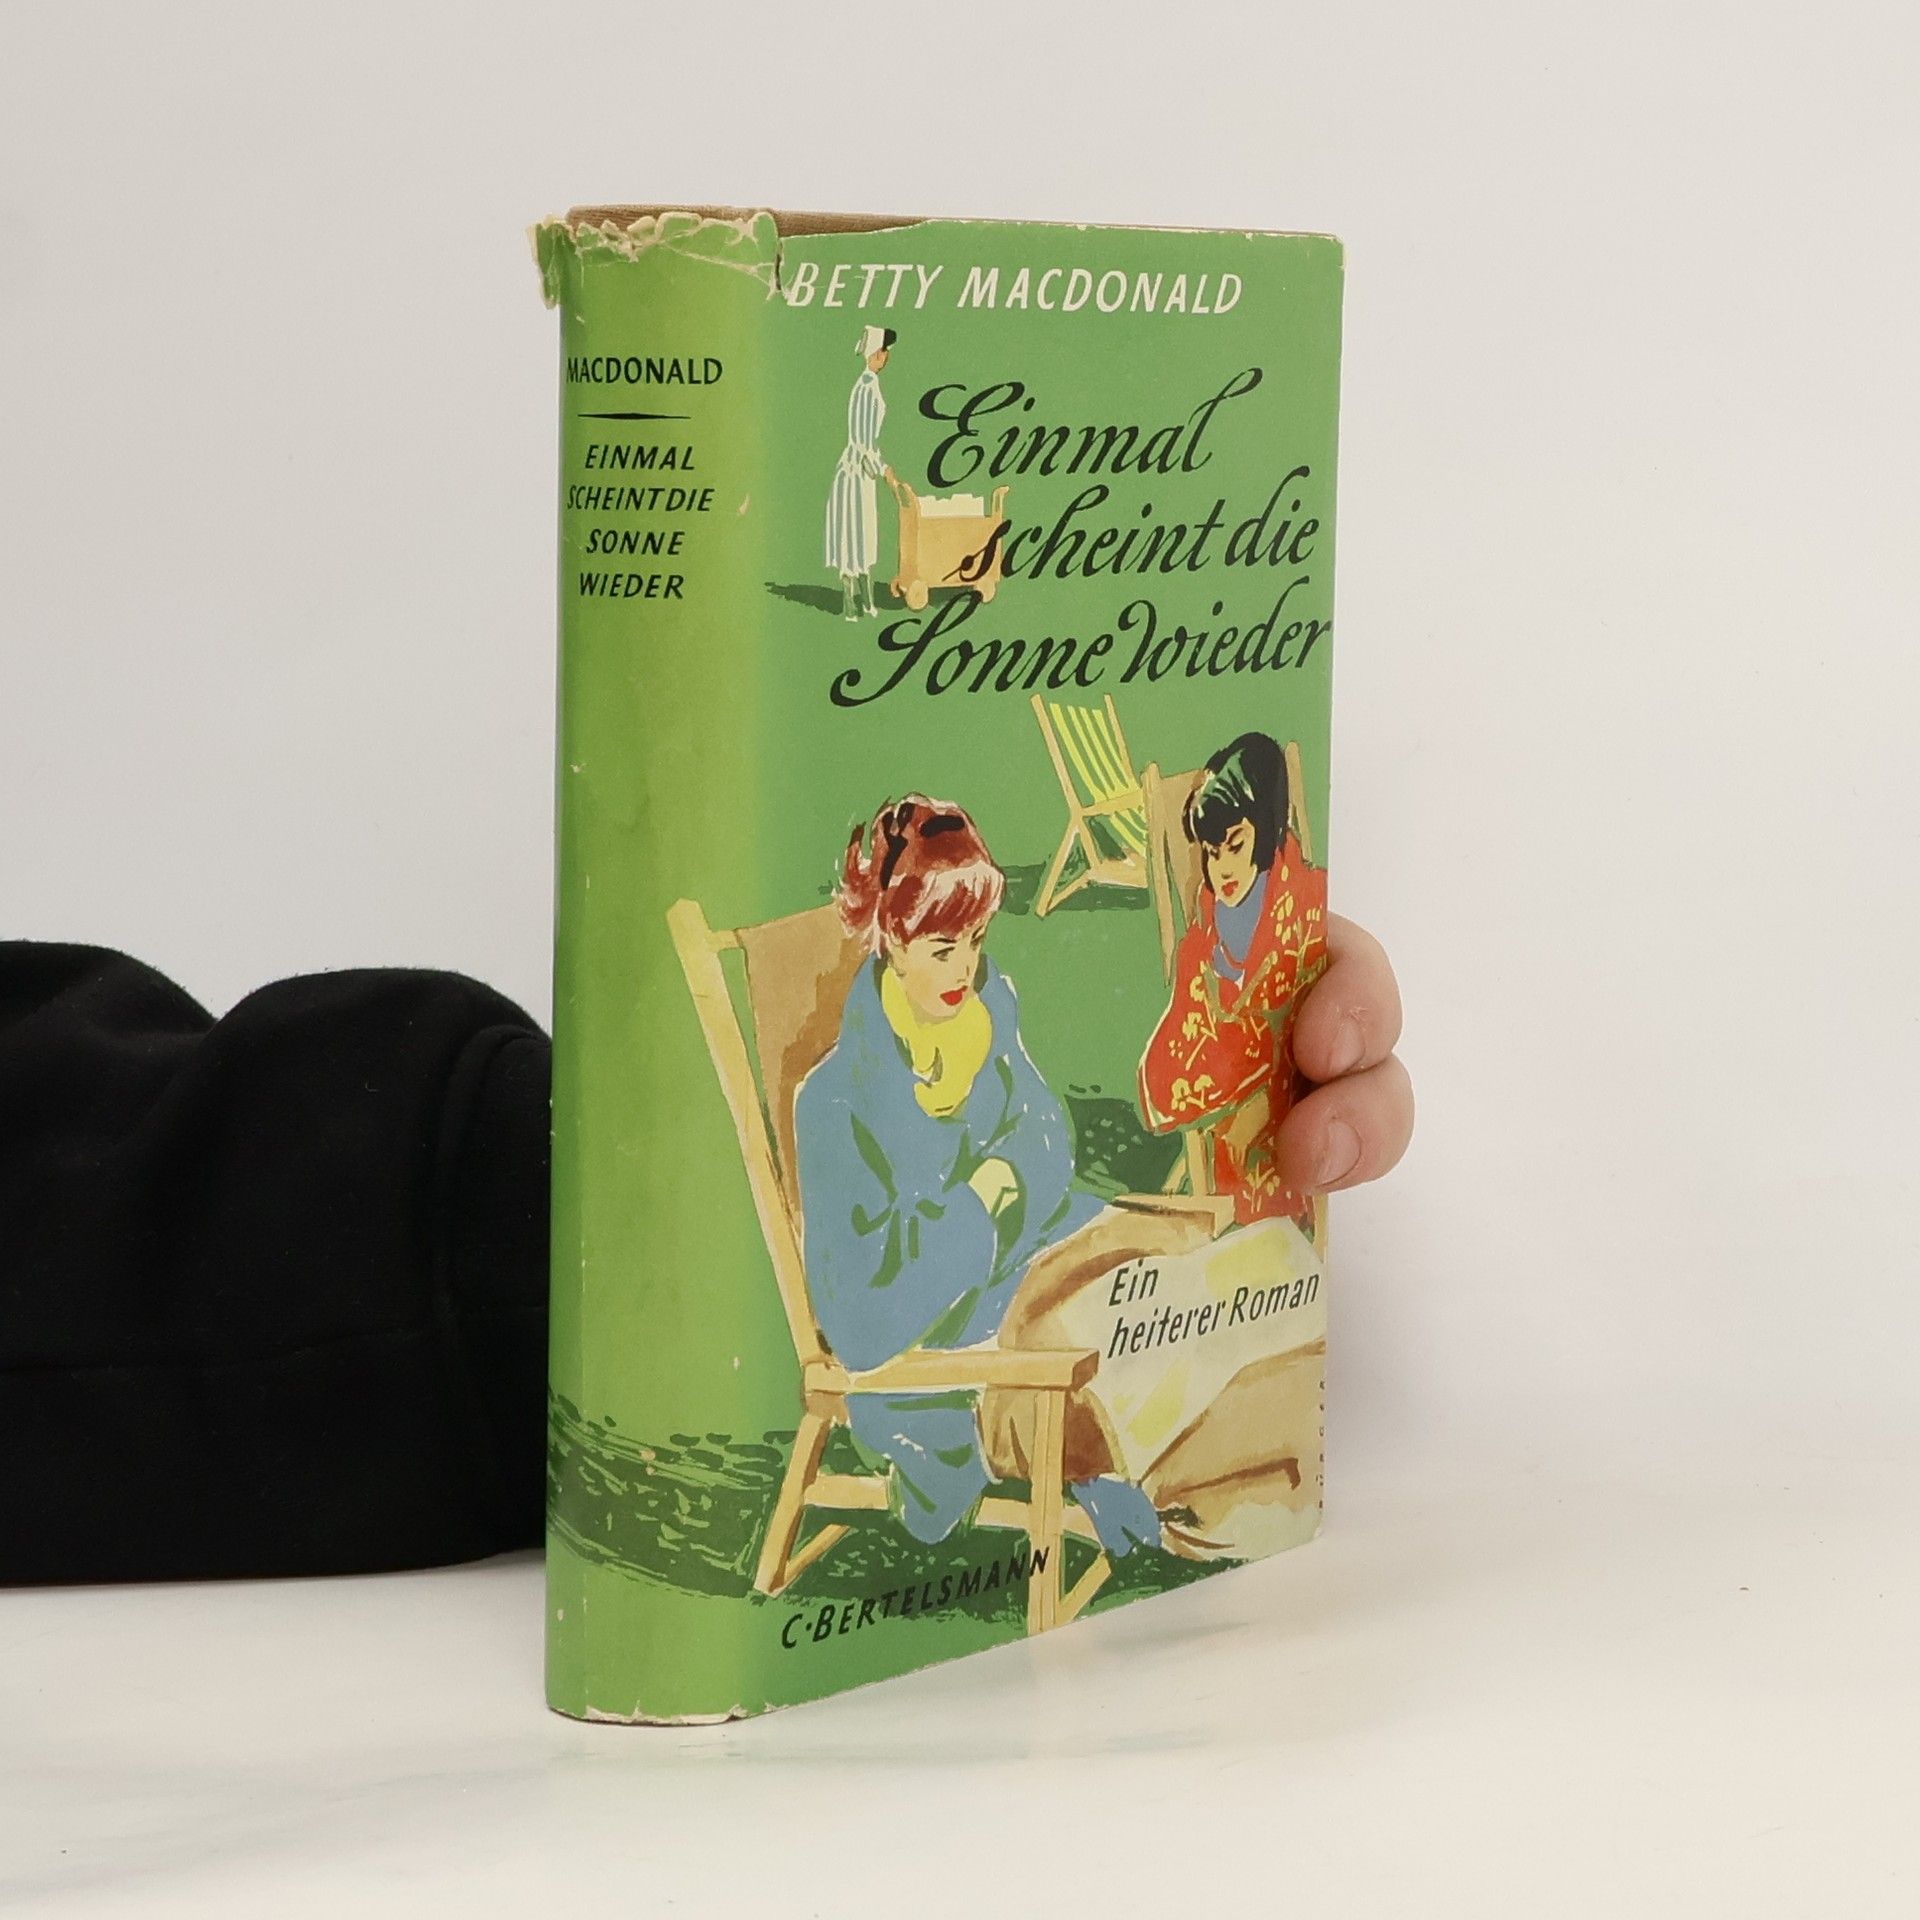 MACDONALD
EINMAL
SCHEINT DIE
SONNE
WIEDER
BETTY MACDONALD
Einmal
scheint die
Sonne wieder
Ein
heiterer Roman
C·BERTELSMANN